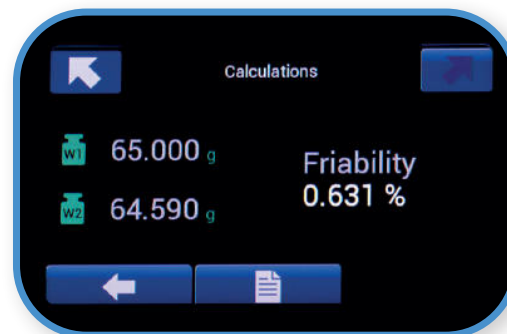 Calculations
W1 65.000 g
W2 64.590 g
Friability
0.631 %